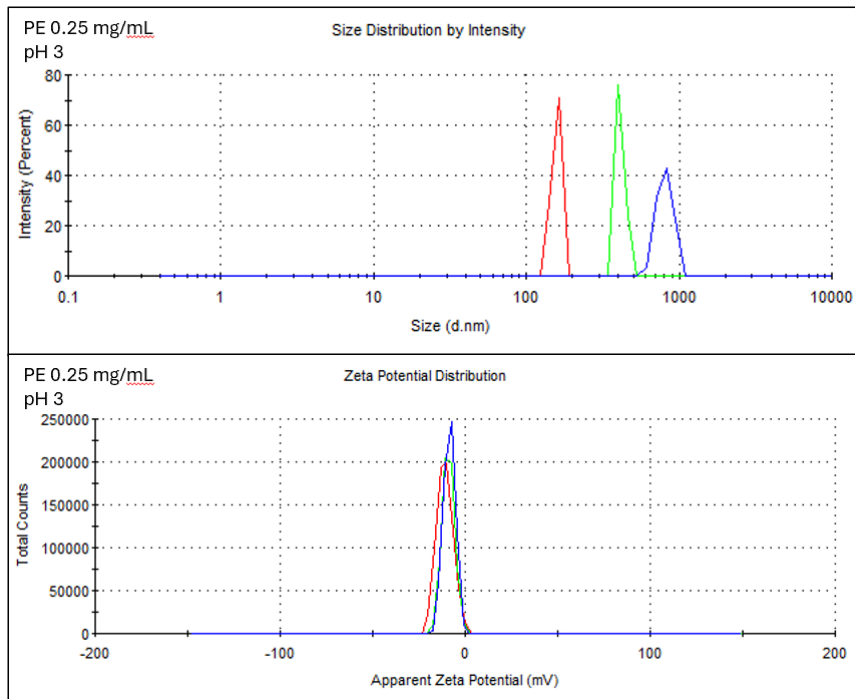 PE 0.25 mg/mL
pH 3
Size Distribution by Intensity
Intensity (Percent)
80
60
40
20
0
0.1 1 10 100 1000 10000
Size (d.nm)
PE 0.25 mg/mL
pH 3
Zeta Potential Distribution
Total Counts
250000
200000
150000
100000
50000
0
-200 -100 0 100 200
Apparent Zeta Potential (mV)